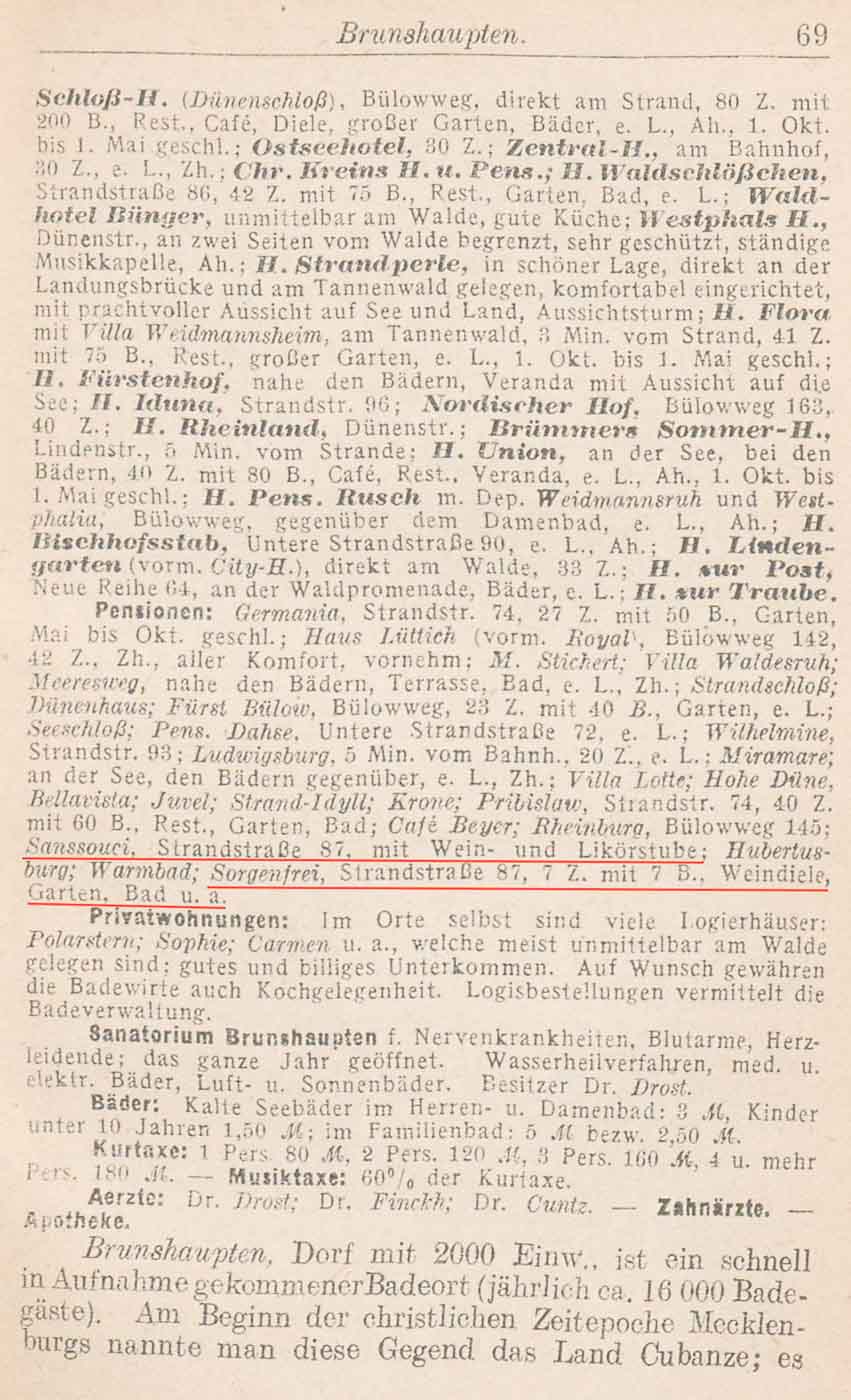 Brunshaupten. 69
Schloß-H. (Dünenschloß), Bülowweg, direkt am Strand, 80 Z. mit
200 B., Rest., Café, Diele, großer Garten, Bäder, e. L., Ah., 1. Okt.
bis 1. Mai geschl.; Ostseehotel, 30 Z.; Zentral-H., am Bahnhof,
30 Z., e. L., Zh.; Chr. Kreins H. u. Pens.; H. Waldschlößchen,
Strandstraße 86, 42 Z. mit 75 B., Rest., Garten, Bad, e. L.; Wald-
hotel Bünger, unmittelbar am Walde, gute Küche; Westphals H.,
Dünenstr., an zwei Seiten vom Walde begrenzt, sehr geschützt, ständige
Musikkapelle, Ah.; H. Strandperle, in schöner Lage, direkt an der
Landungsbrücke und am Tannenwald gelegen, komfortabel eingerichtet,
mit prachtvoller Aussicht auf See und Land, Aussichtsturm; H. Flora
mit Villa Weidmannsheim, am Tannenwald, 3 Min. vom Strand, 41 Z.
mit 75 B., Rest., großer Garten, e. L., 1. Okt. bis 1. Mai geschl.;
H. Fürstenhof, nahe den Bädern, Veranda mit Aussicht auf die
See; H. Iduna, Strandstr. 96; Nordischer Hof, Bülowweg 163,
40 Z.; H. Rheinland, Dünenstr.; Brümmers Sommer-H.,
Lindenstr., 5 Min. vom Strande; H. Union, an der See, bei den
Bädern, 40 Z. mit 80 B., Café, Rest., Veranda, e. L., Ah., 1. Okt. bis
1. Mai geschl.; H. Pens. Rusch m. Dep. Weidmannsruh und West-
phalia, Bülowweg, gegenüber dem Damenbad, e. L., Ah.; H.
Bischhofsstab, Untere Strandstraße 90, e. L., Ah.; H. Linden-
garten (vorm. City-H.), direkt am Walde, 33 Z.; H. zur Post,
Neue Reihe 64, an der Waldpromenade, Bäder, e. L.; H. zur Traube.
Pensionen: Germania, Strandstr. 74, 27 Z. mit 50 B., Garten,
Mai bis Okt. geschl.; Haus Lüttich (vorm. Royal), Bülowweg 142,
42 Z., Zh., aller Komfort, vornehm; M. Stichert; Villa Waldesruh;
Meeresweg, nahe den Bädern, Terrasse, Bad, e. L., Zh.; Strandschloß;
Dünenhaus; Fürst Bülow, Bülowweg, 23 Z. mit 40 B., Garten, e. L.;
Seeschloß; Pens. Dahse, Untere Strandstraße 72, e. L.; Wilhelmine,
Strandstr. 93; Ludwigsburg, 5 Min. vom Bahnh., 20 Z., e. L.; Miramare;
an der See, den Bädern gegenüber, e. L., Zh.; Villa Lotte; Hohe Düne,
Bellavista; Juvel; Strand-Idyll; Krone; Pribislaw, Strandstr. 74, 40 Z.
mit 60 B., Rest., Garten, Bad; Café Beyer; Rheinburg, Bülowweg 145;
Sanssouci, Strandstraße 87, mit Wein- und Likörstube; Hubertus-
burg; Warmbad; Sorgenfrei, Strandstraße 87, 7 Z. mit 7 B., Weindiele,
Garten, Bad u. a.
Privatwohnungen: Im Orte selbst sind viele Logierhäuser:
Polarstern; Sophie; Carmen u. a., welche meist unmittelbar am Walde
gelegen sind; gutes und billiges Unterkommen. Auf Wunsch gewähren
die Badewirte auch Kochgelegenheit. Logisbestellungen vermittelt die
Badeverwaltung.
Sanatorium Brunshaupten f. Nervenkrankheiten, Blutarme, Herz-
leidende; das ganze Jahr geöffnet. Wasserheilverfahren, med. u.
elektr. Bäder, Luft- u. Sonnenbäder. Besitzer Dr. Drost.
Bäder: Kalte Seebäder im Herren- u. Damenbad: 3 ℳ, Kinder
unter 10 Jahren 1,50 ℳ; im Familienbad: 5 ℳ bezw. 2,50 ℳ.
Kurtaxe: 1 Pers. 80 ℳ, 2 Pers. 120 ℳ, 3 Pers. 160 ℳ, 4 u. mehr
Pers. 180 ℳ. — Musiktaxe: 60% der Kurtaxe.
Aerzte: Dr. Drost; Dr. Finckh; Dr. Cuntz. — Zahnärzte. —
Apotheke.
Brunshaupten, Dorf mit 2000 Einw., ist ein schnell
in Aufnahme gekommener Badeort (jährlich ca. 16 000 Bade-
gäste). Am Beginn der christlichen Zeitepoche Mecklen-
burgs nannte man diese Gegend das Land Cubanze; es